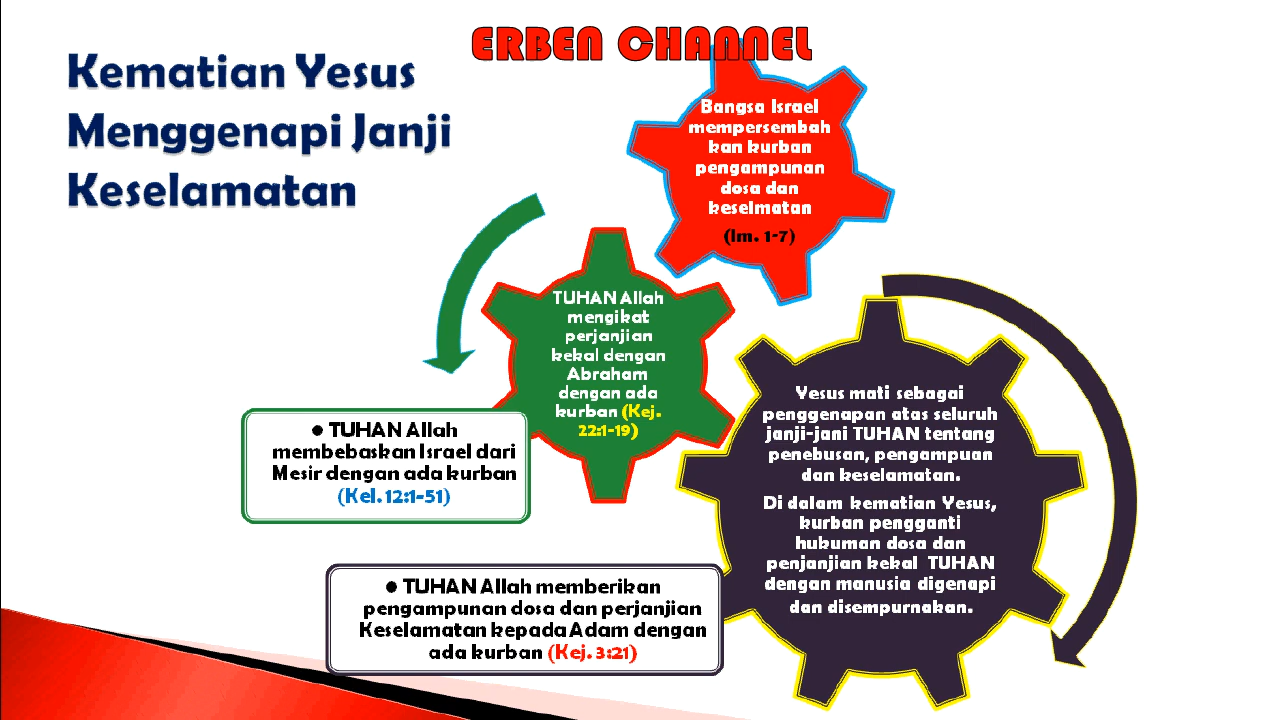 ERBEN CHANNEL
Kematian Yesus
Menggenapi Janji
Keselamatan
Bangsa Israel
mempersembah
kan kurban
pengampunan
dosa dan
keselmatan
(Im. 1-7)
TUHAN Allah
mengikat
perjanjian
kekal dengan
Abraham
dengan ada
kurban (Kej.
22:1-19)
• TUHAN Allah
membebaskan Israel dari
Mesir dengan ada kurban
(Kel. 12:1-51)
Yesus mati sebagai
penggenapan atas seluruh
janji-jani TUHAN tentang
penebusan, pengampuan
dan keselamatan.
Di dalam kematian Yesus,
kurban pengganti
hukuman dosa dan
penjanjian kekal TUHAN
dengan manusia digenapi
dan disempurnakan.
• TUHAN Allah memberikan
pengampunan dosa dan perjanjian
Keselamatan kepada Adam dengan
ada kurban (Kej. 3:21)